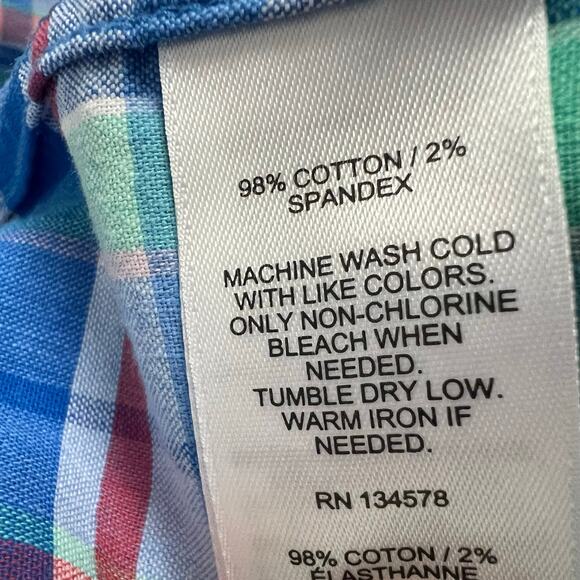 98% COTTON / 2%
SPANDEX
MACHINE WASH COLD
WITH LIKE COLORS.
ONLY NON-CHLORINE
BLEACH WHEN
NEEDED.
TUMBLE DRY LOW.
WARM IRON IF
NEEDED.
RN 134578
98% COTON / 2%
ÉLASTHANNE